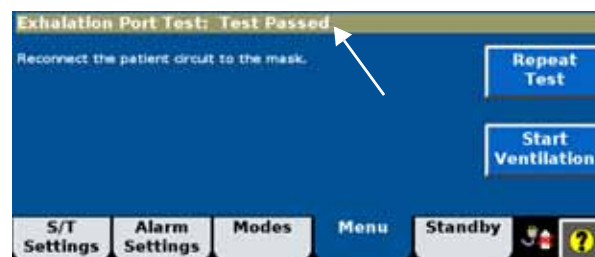 Exhalation Port Test: Test Passed
Reconnect the patient circuit to the mask.
Repeat
Test
Start
Ventilation
S/T
Settings
Alarm
Settings
Modes
Menu
Standby
?